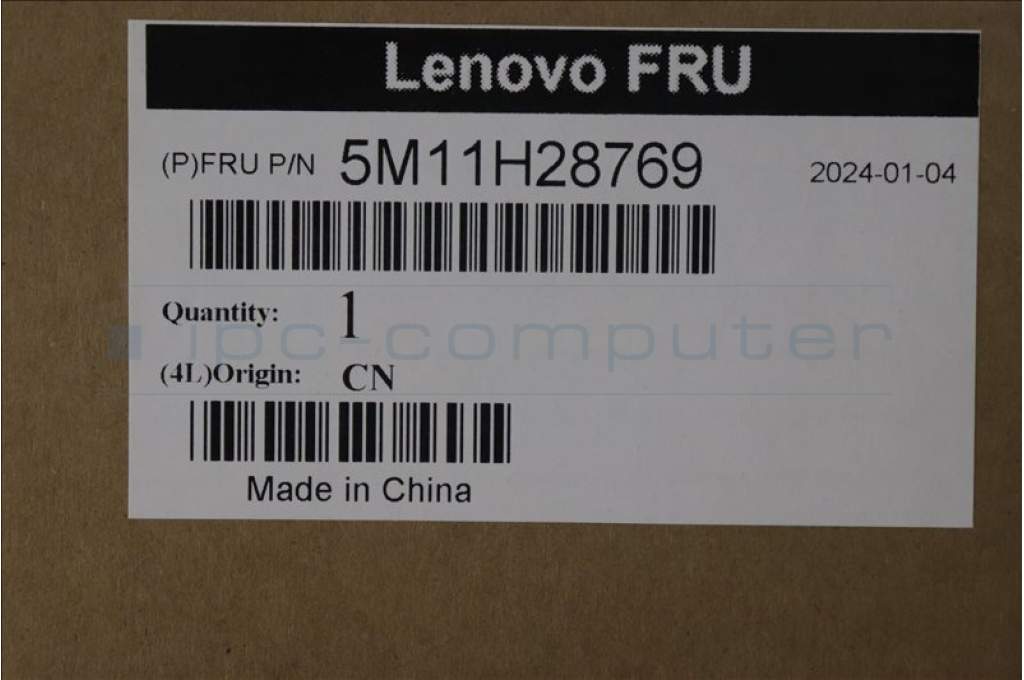 Lenovo FRU
(P)FRU P/N 5M11H28769 2024-01-04
Quantity: 1
ipc-computer
(4L)Origin: CN
Made in China